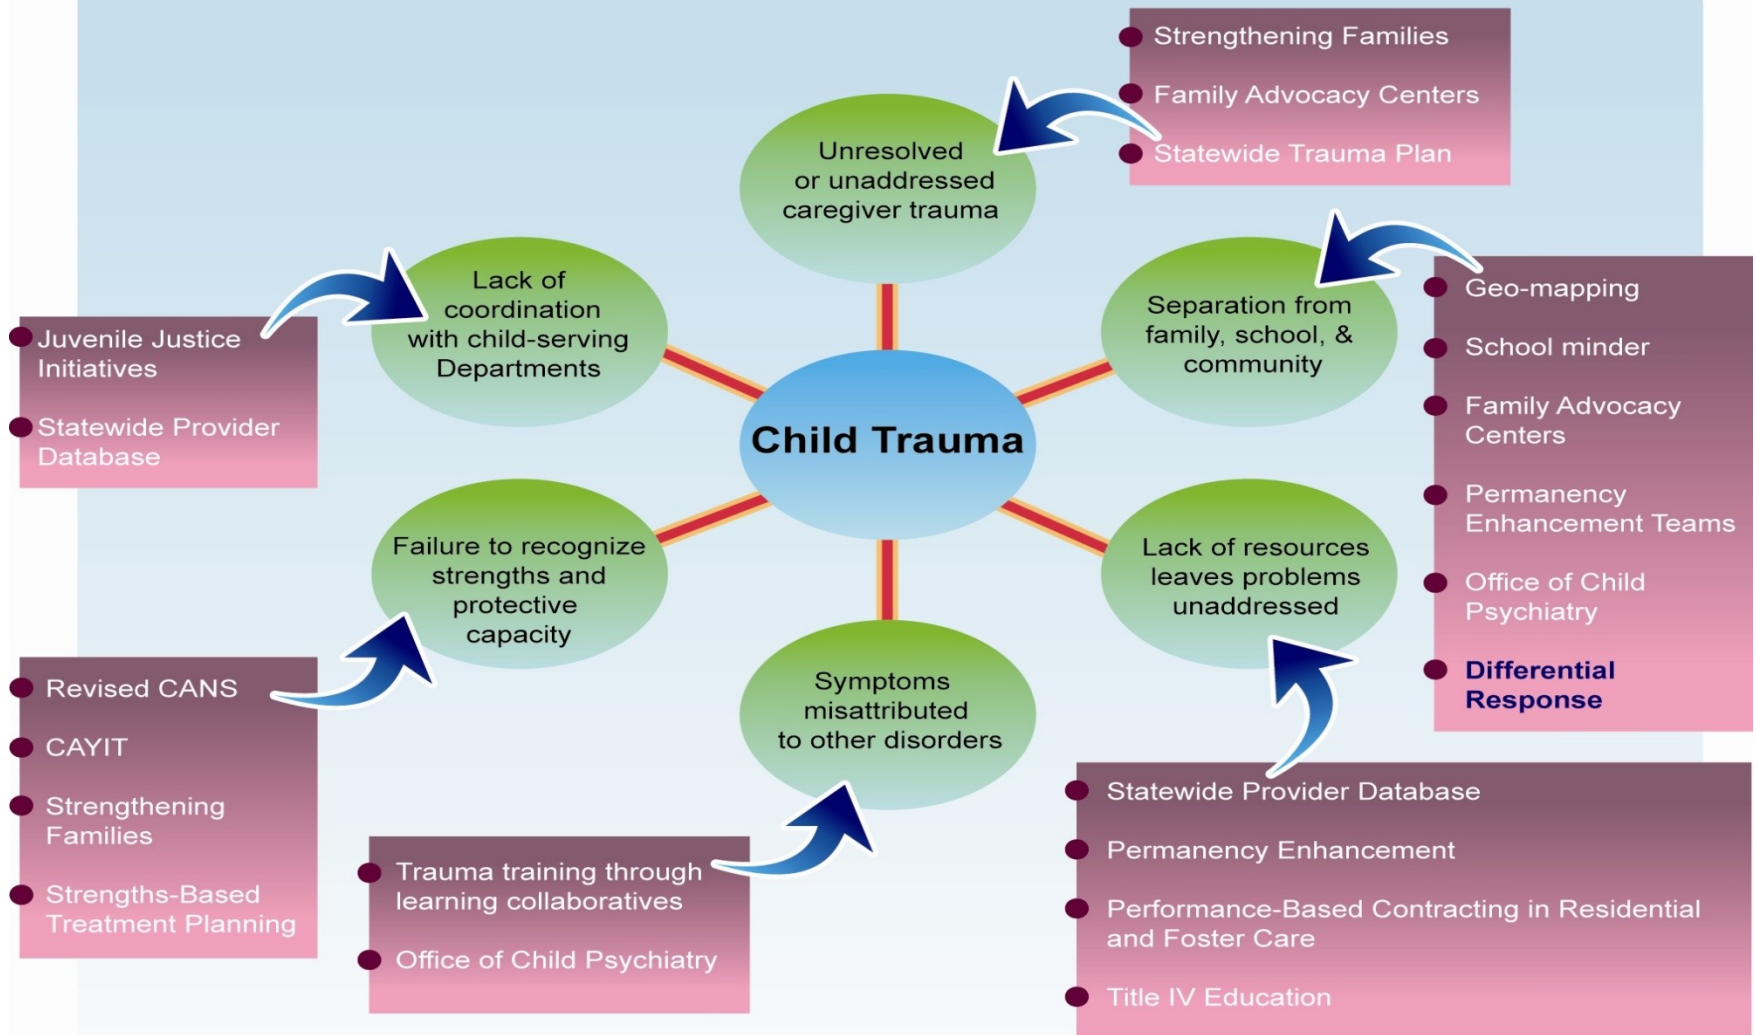 Strengthening Families
Family Advocacy Centers
Statewide Trauma Plan
Unresolved
or unaddressed
caregiver trauma
Lack of
coordination
with child-serving
Departments
Separation from
family, school, &
community
Geo-mapping
School minder
Family Advocacy
Centers
Permanency
Enhancement Teams
Office of Child
Psychiatry
Differential
Response
Juvenile Justice
Initiatives
Statewide Provider
Database
Child Trauma
Failure to recognize
strengths and
protective
capacity
Lack of resources
leaves problems
unaddressed
Symptoms
misattributed
to other disorders
Revised CANS
CAYIT
Strengthening
Families
Strengths-Based
Treatment Planning
Trauma training through
learning collaboratives
Office of Child Psychiatry
Statewide Provider Database
Permanency Enhancement
Performance-Based Contracting in Residential
and Foster Care
Title IV Education